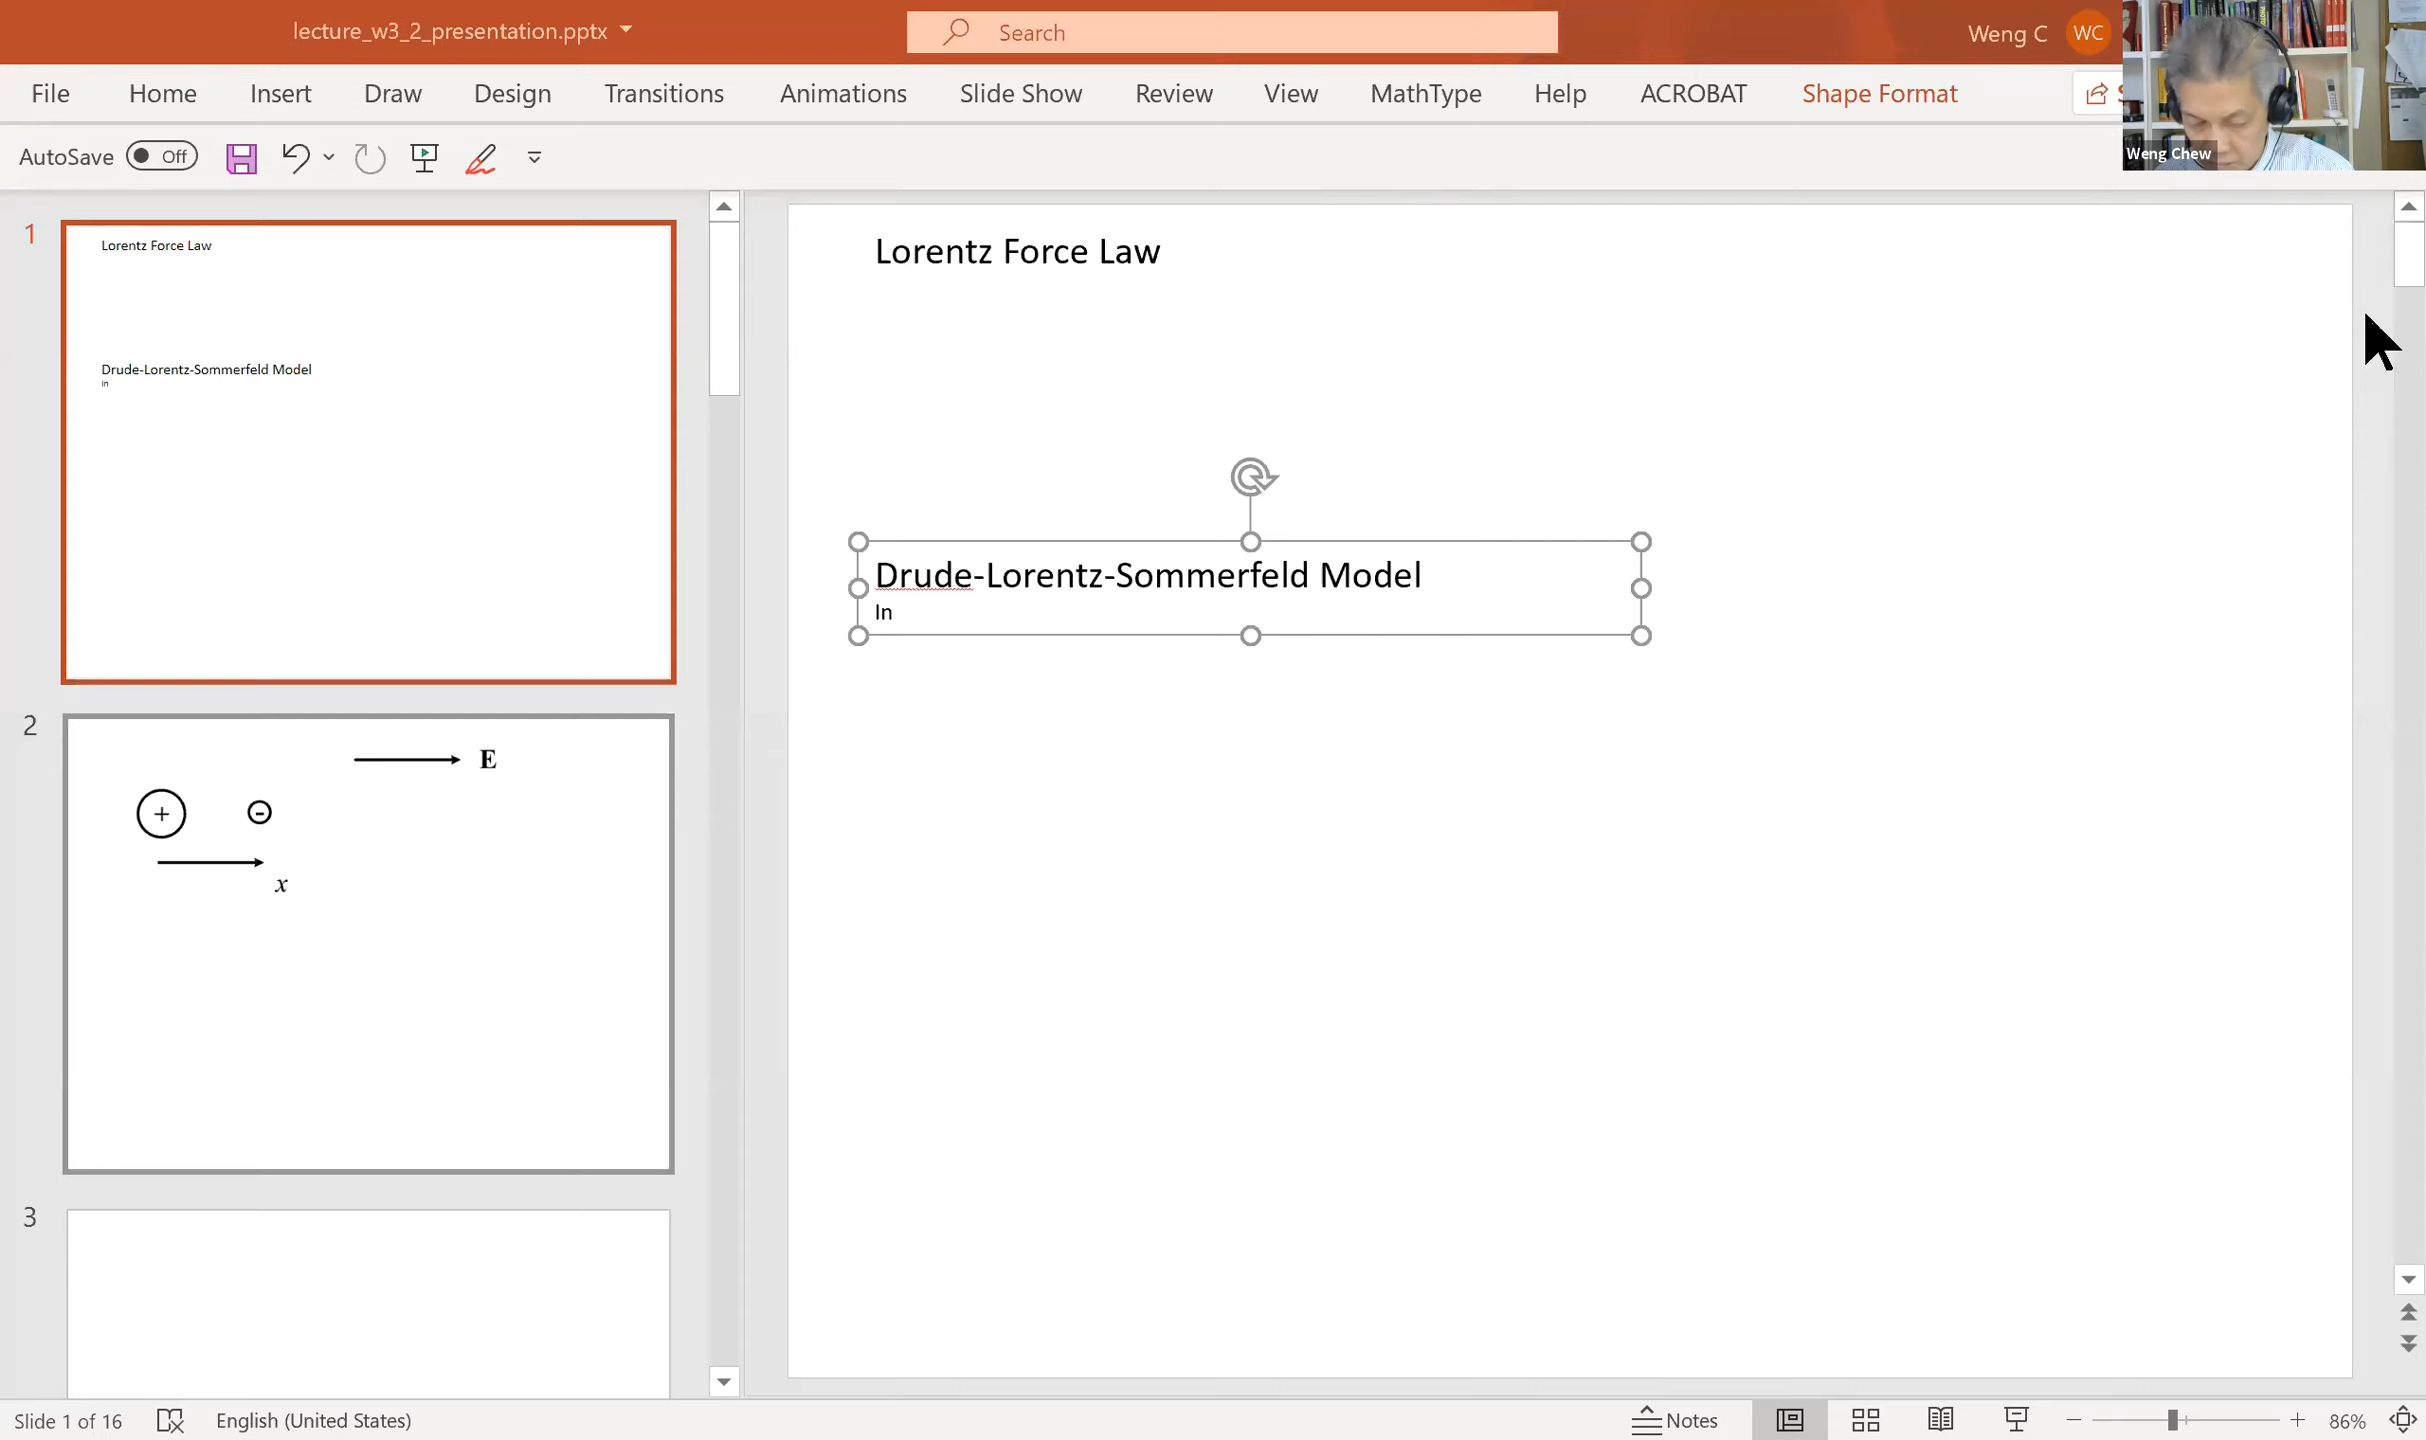 lecture_w3_2_presentation.pptx
Search
Weng C
WC
File Home Insert Draw Design Transitions Animations Slide Show Review View MathType Help ACROBAT Shape Format
Weng Chew
AutoSave Off
1
Lorentz Force Law
Drude-Lorentz-Sommerfeld Model
In
2
E
+
-
x
3
Lorentz Force Law
Drude-Lorentz-Sommerfeld Model
In
Slide 1 of 16 English (United States) Notes 86%